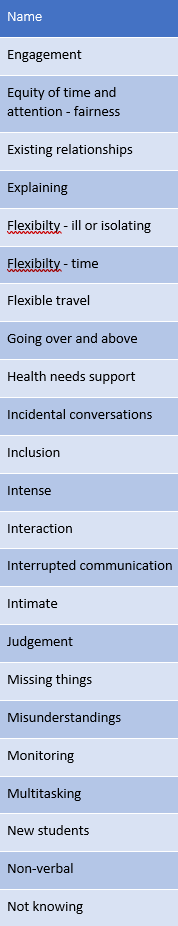 Name
Engagement
Equity of time and
attention - fairness
Existing relationships
Explaining
Flexibilty - ill or isolating
Flexibilty - time
Flexible travel
Going over and above
Health needs support
Incidental conversations
Inclusion
Intense
Interaction
Interrupted communication
Intimate
Judgement
Missing things
Misunderstandings
Monitoring
Multitasking
New students
Non-verbal
Not knowing